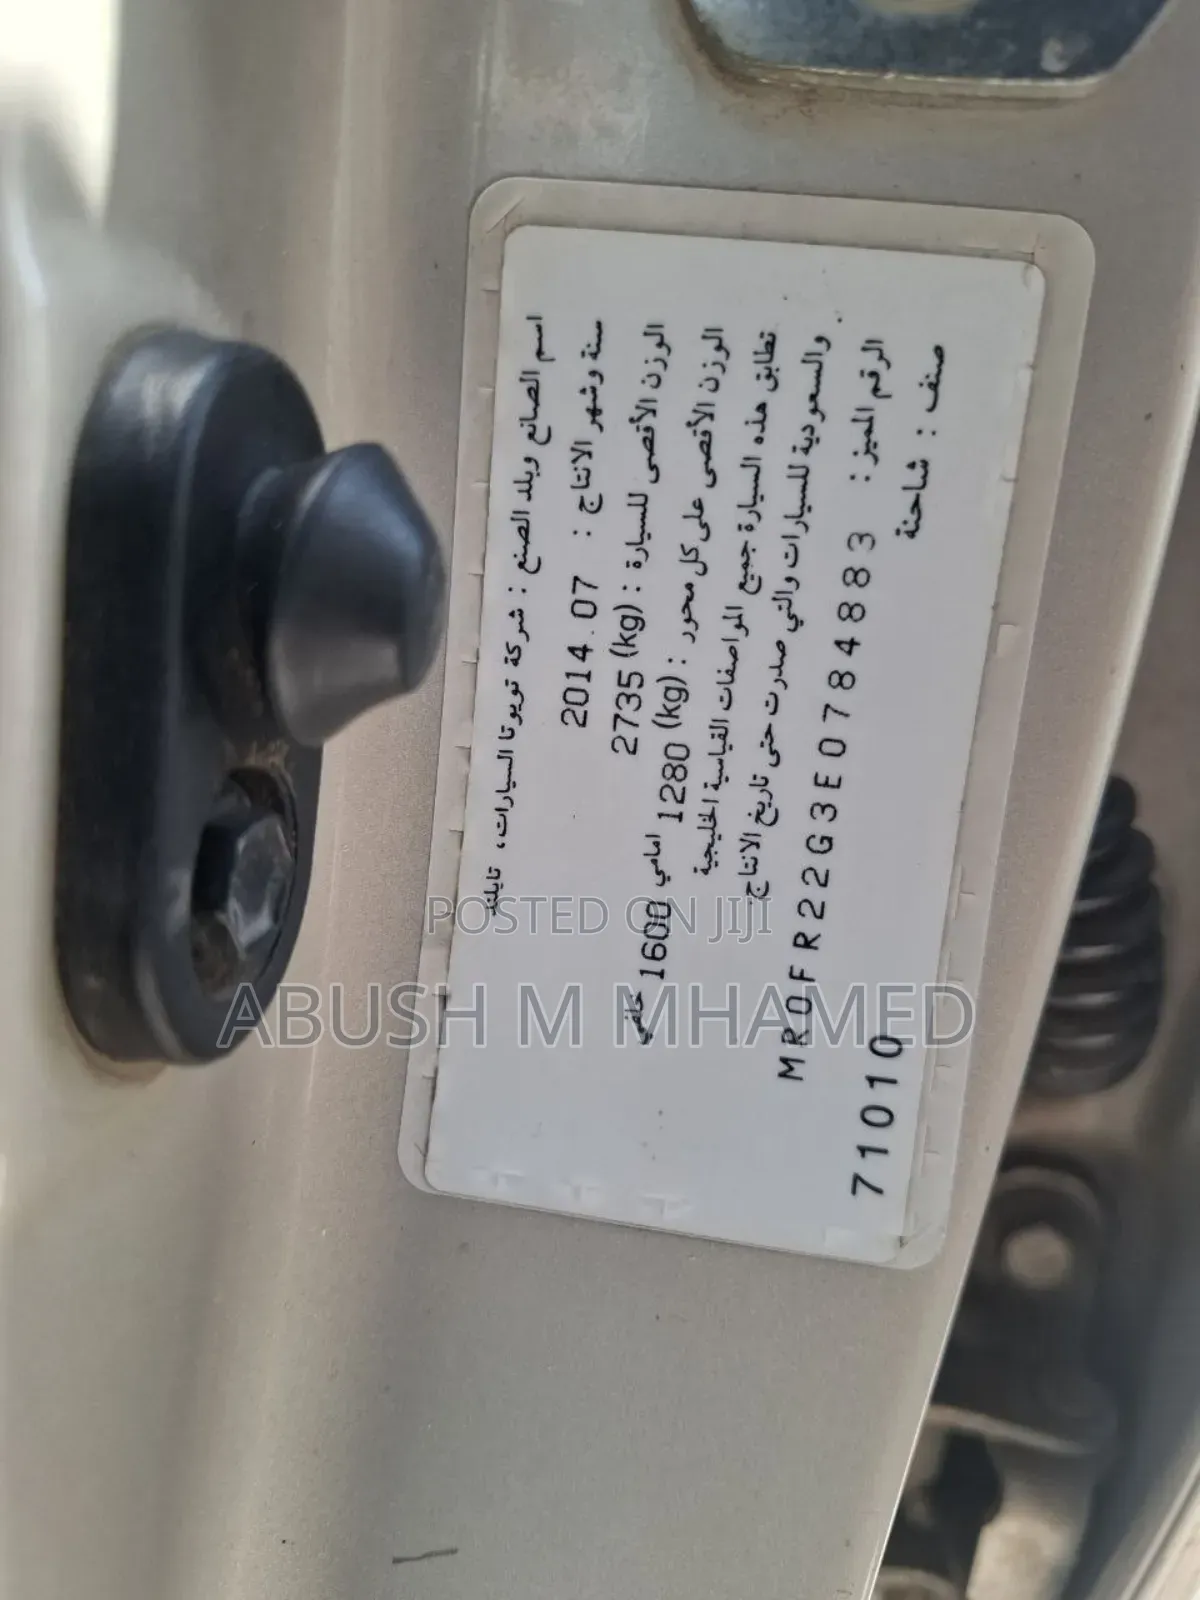 اسم الصانع وبلد الصنع : شركة تويوتا السيارات، تايلند
سنة وشهر الانتاج : 2014.07
الوزن الأقصى للسيارة : (kg) 2735
الوزن الأقصى على كل محور : (kg) 1280 امامي 1600 خلفي
تطابق هذه السيارة جميع المواصفات القياسية الخليجية
والسعودية للسيارات والتي صدرت حتى تاريخ الانتاج.
الرقم المميز : MR0FR22G3E0784883
صنف : شاحنة
71010
POSTED ON JIJI
ABUSH M MHAMED